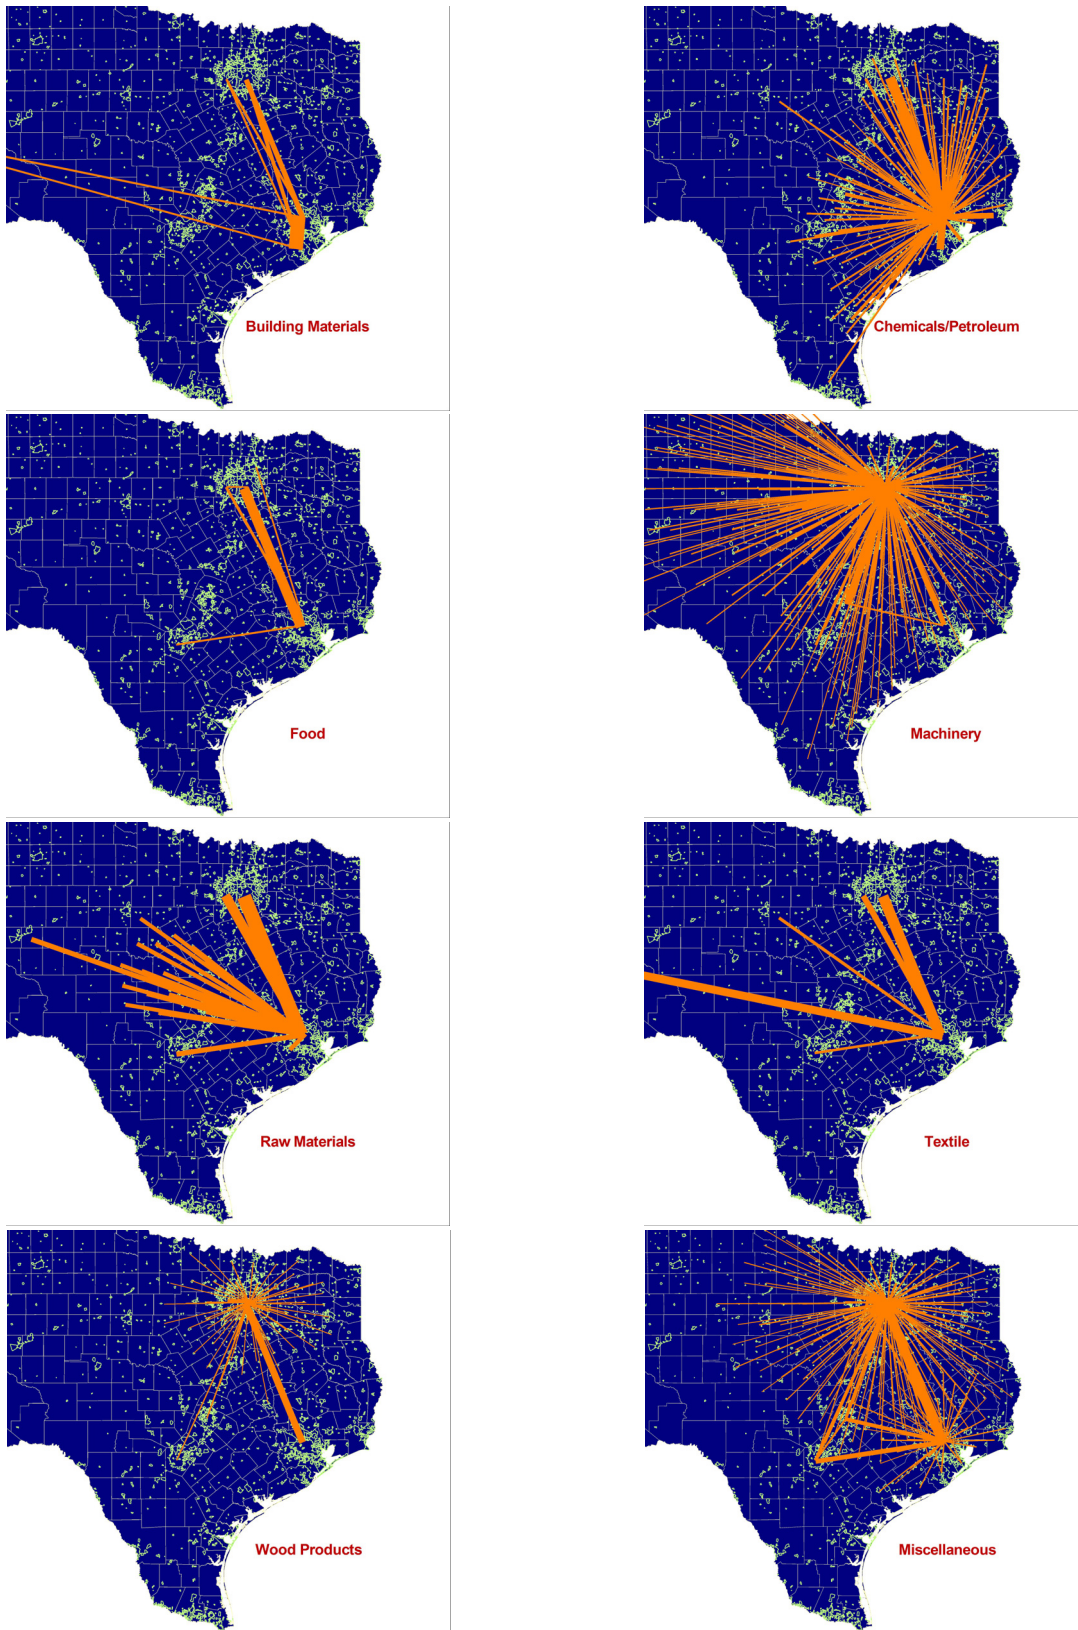 Building Materials
Chemicals/Petroleum
Food
Machinery
Raw Materials
Textile
Wood Products
Miscellaneous